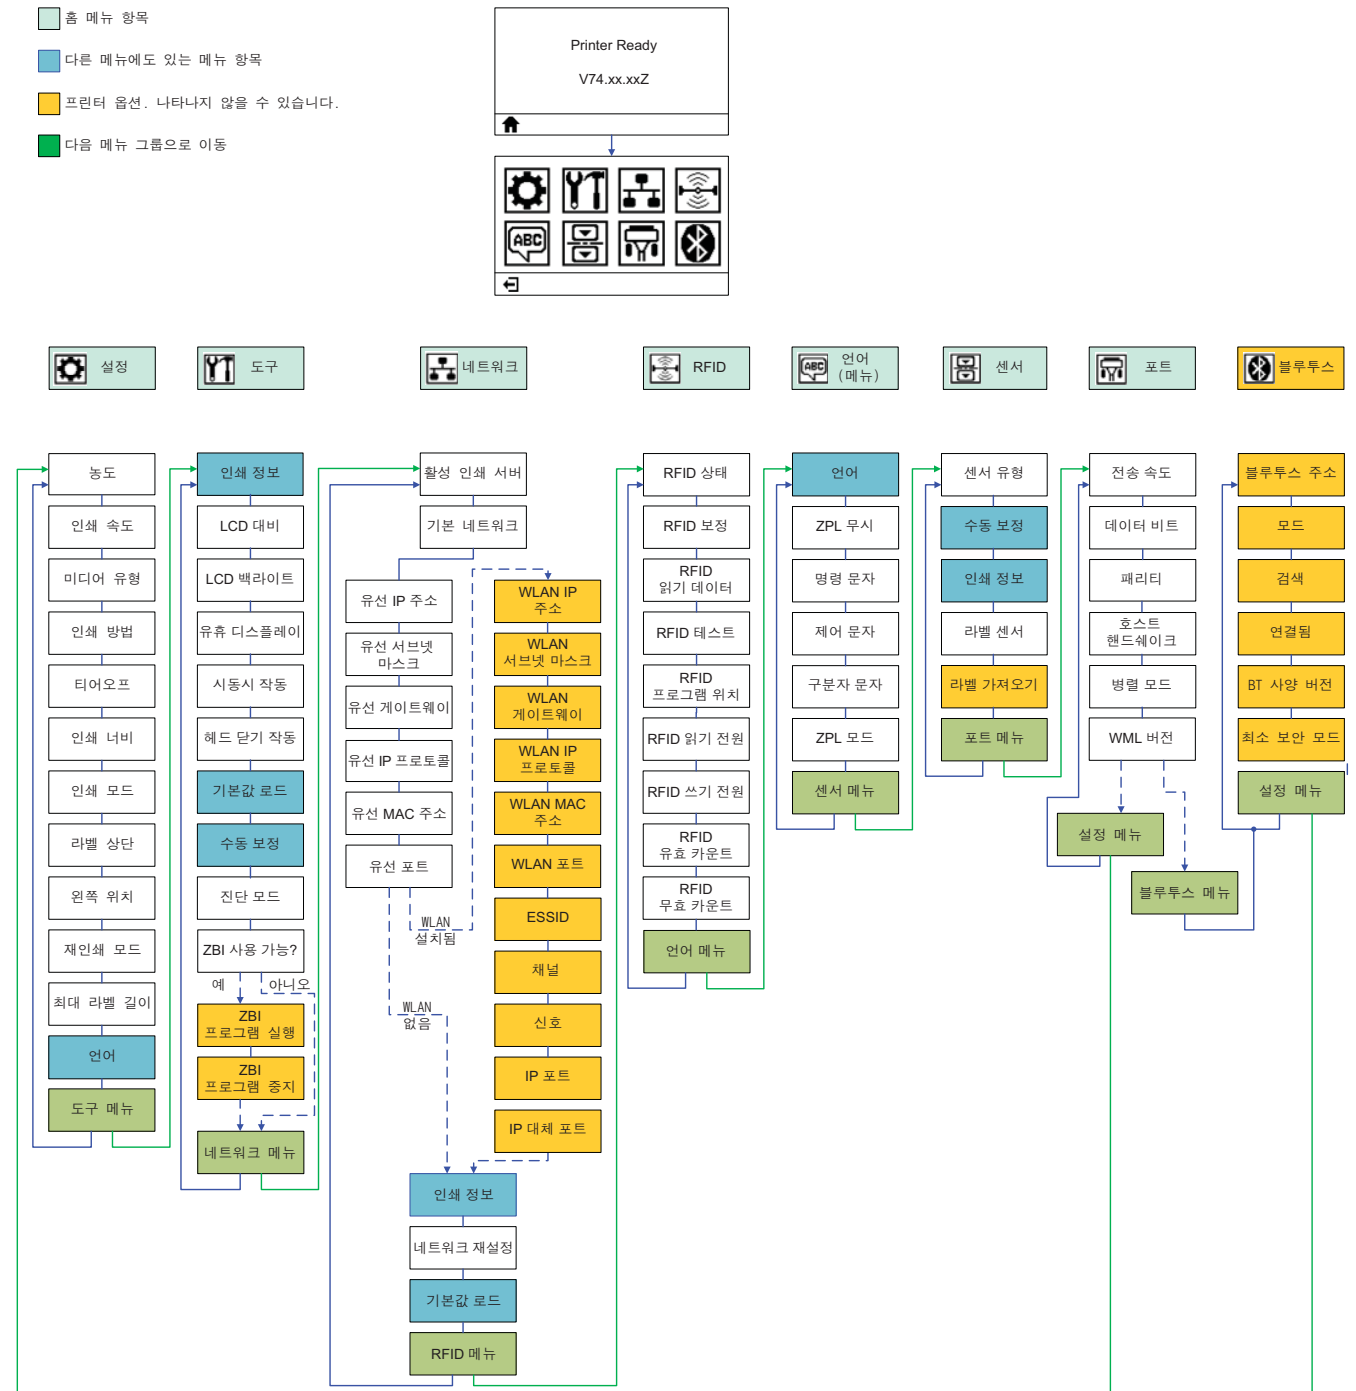 홈 메뉴 항목
다른 메뉴에도 있는 메뉴 항목
프린터 옵션. 나타나지 않을 수 있습니다.
다음 메뉴 그룹으로 이동
Printer Ready
V74.xx.xxZ
ABC
설정
도구
네트워크
RFID
ABC
언어
(메뉴)
센서
포트
블루투스
농도
인쇄 속도
미디어 유형
인쇄 방법
티어오프
인쇄 너비
인쇄 모드
라벨 상단
왼쪽 위치
재인쇄 모드
최대 라벨 길이
언어
도구 메뉴
인쇄 정보
LCD 대비
LCD 백라이트
유휴 디스플레이
시동시 작동
헤드 닫기 작동
기본값 로드
수동 보정
진단 모드
ZBI 사용 가능?
예
아니오
ZBI
프로그램 실행
ZBI
프로그램 중지
네트워크 메뉴
활성 인쇄 서버
기본 네트워크
유선 IP 주소
유선 서브넷
마스크
유선 게이트웨이
유선 IP 프로토콜
유선 MAC 주소
유선 포트
WLAN
설치됨
WLAN
없음
WLAN IP
주소
WLAN
서브넷 마스크
WLAN
게이트웨이
WLAN IP
프로토콜
WLAN MAC
주소
WLAN 포트
ESSID
채널
신호
IP 포트
IP 대체 포트
인쇄 정보
네트워크 재설정
기본값 로드
RFID 메뉴
RFID 상태
RFID 보정
RFID
읽기 데이터
RFID 테스트
RFID
프로그램 위치
RFID 읽기 전원
RFID 쓰기 전원
RFID
유효 카운트
RFID
무효 카운트
언어 메뉴
언어
ZPL 무시
명령 문자
제어 문자
구분자 문자
ZPL 모드
센서 메뉴
센서 유형
수동 보정
인쇄 정보
라벨 센서
라벨 가져오기
포트 메뉴
전송 속도
데이터 비트
패리티
호스트
핸드쉐이크
병렬 모드
WML 버전
설정 메뉴
블루투스 메뉴
블루투스 주소
모드
검색
연결됨
BT 사양 버전
최소 보안 모드
설정 메뉴